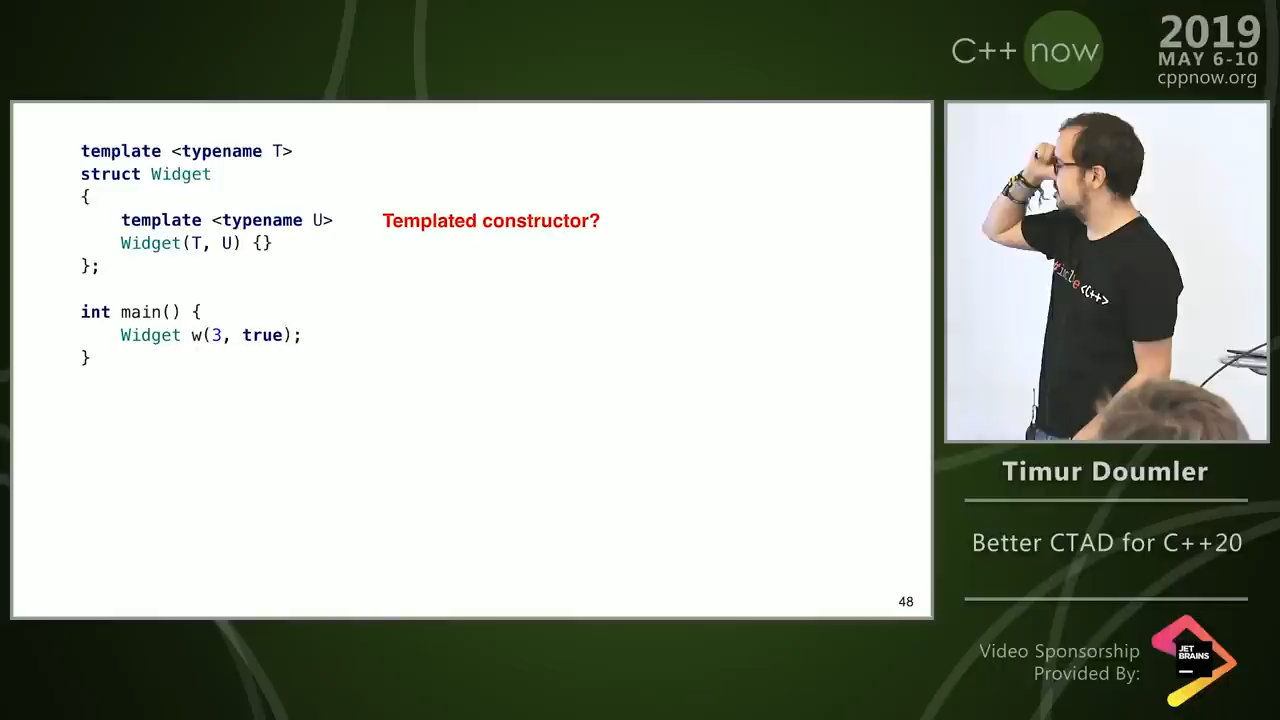 C++ now
2019
MAY 6-10
cppnow.org
template <typename T>
struct Widget
{
template <typename U> Templated constructor?
Widget(T, U) {}
};
int main() {
Widget w(3, true);
}
48
#include <C++>
Timur Doumler
Better CTAD for C++20
Video Sponsorship
Provided By:
JET
BRAINS